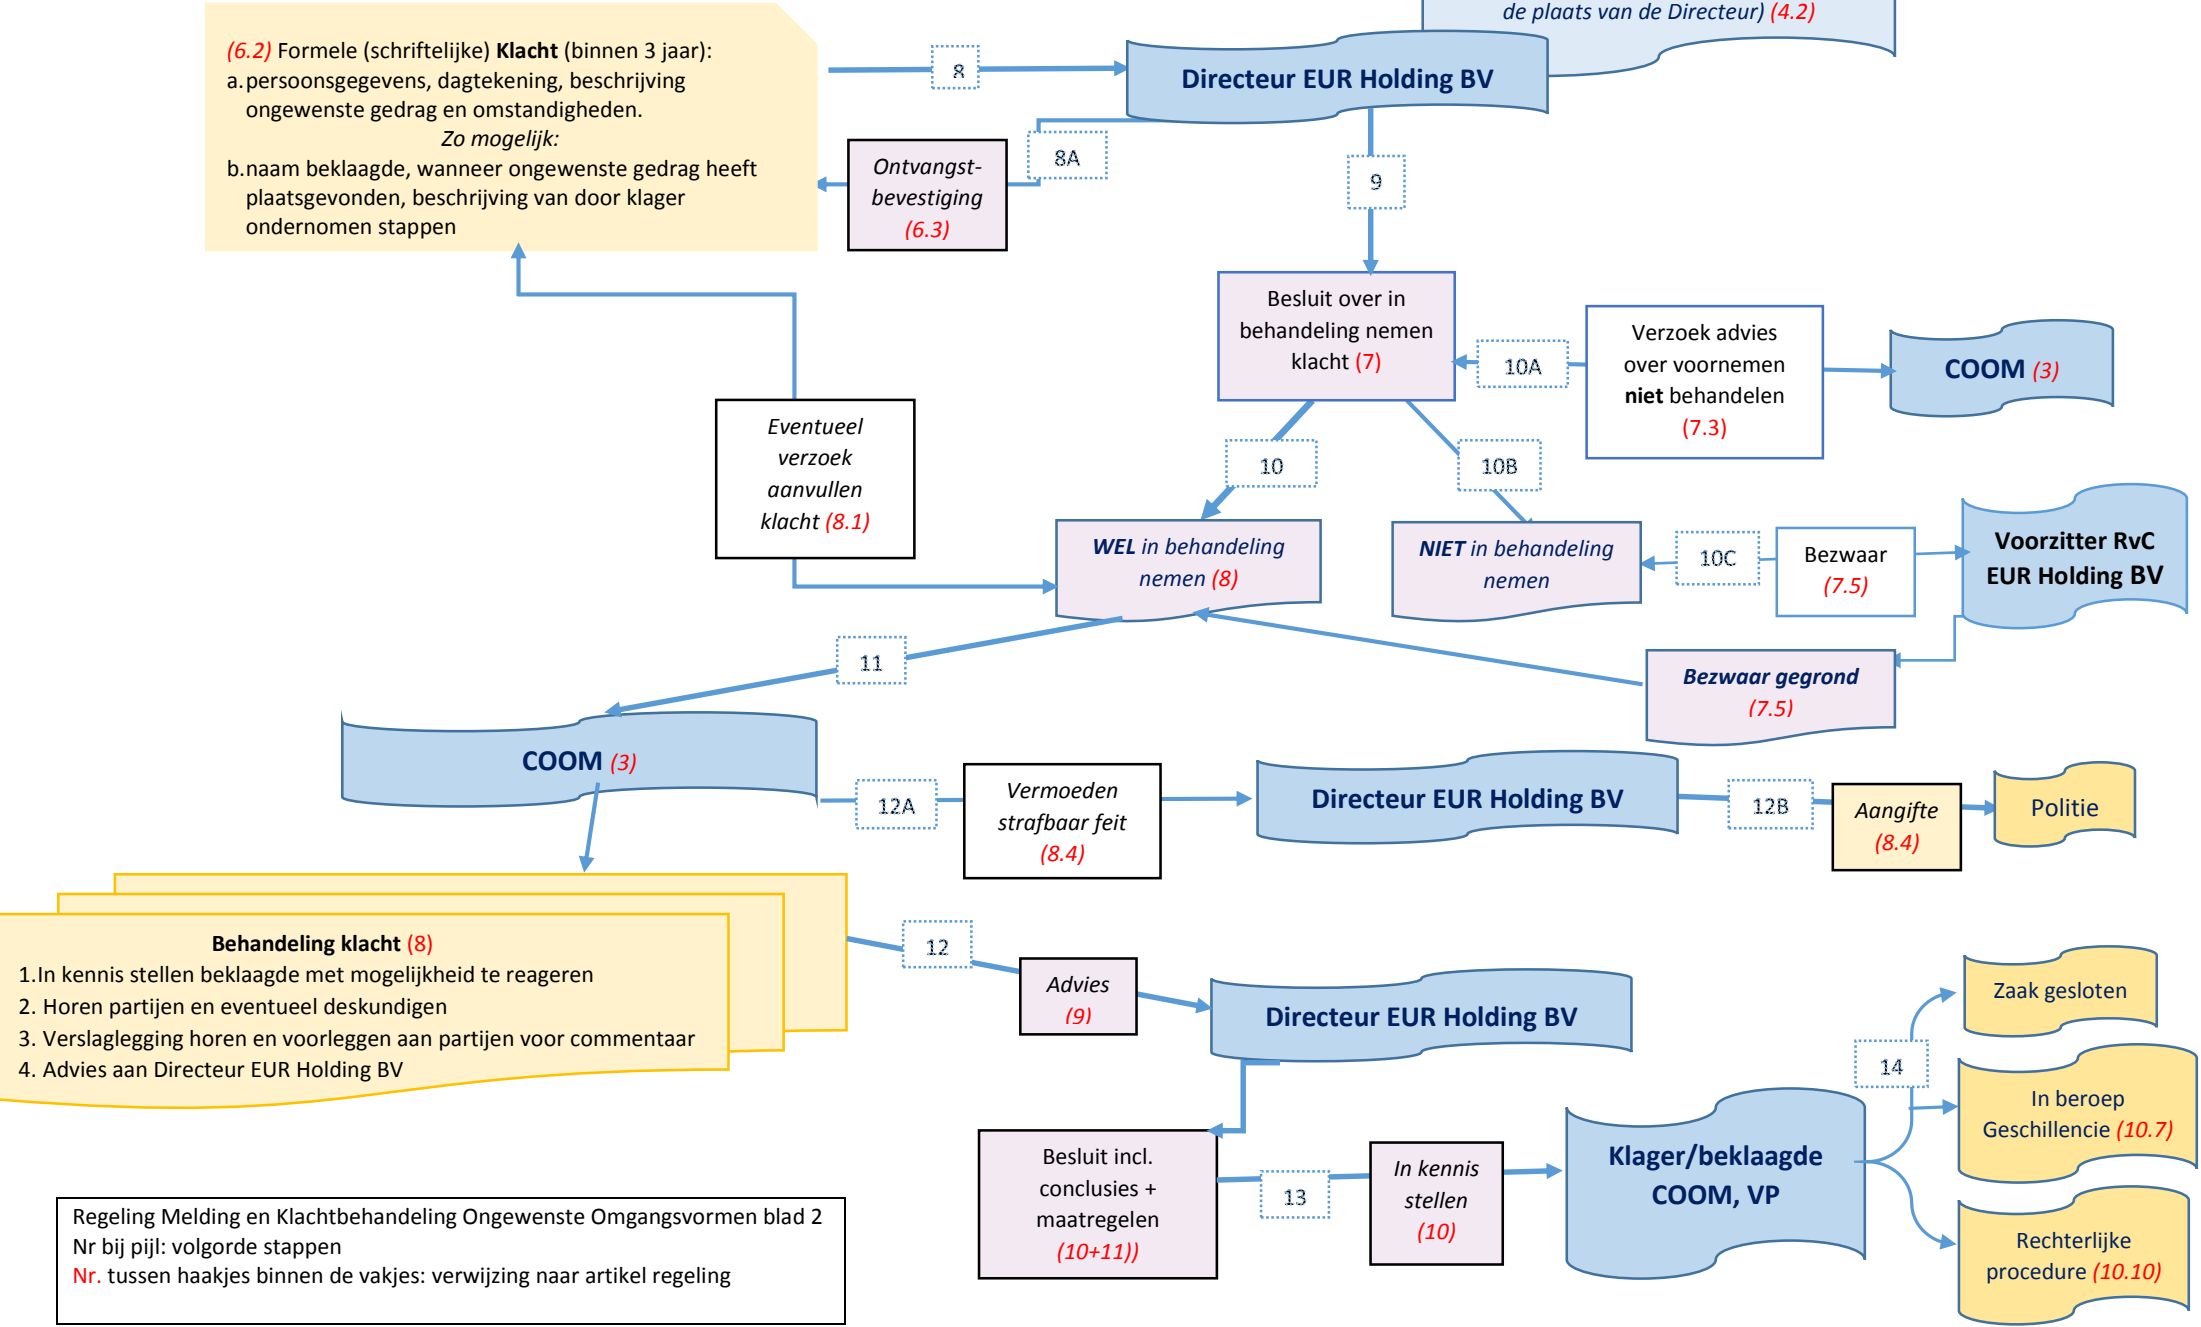 de plaats van de Directeur) (4.2)
(6.2) Formele (schriftelijke) Klacht (binnen 3 jaar):
a.persoonsgegevens, dagtekening, beschrijving
ongewenste gedrag en omstandigheden.
Zo mogelijk:
b.naam beklaagde, wanneer ongewenste gedrag heeft
plaatsgevonden, beschrijving van door klager
ondernomen stappen
8
Directeur EUR Holding BV
8A
Ontvangst-
bevestiging
(6.3)
9
Besluit over in
behandeling nemen
klacht (7)
10A
Verzoek advies
over voornemen
niet behandelen
(7.3)
COOM (3)
Eventueel
verzoek
aanvullen
klacht (8.1)
10
10B
WEL in behandeling
nemen (8)
NIET in behandeling
nemen
10C
Bezwaar
(7.5)
Voorzitter RvC
EUR Holding BV
11
Bezwaar gegrond
(7.5)
COOM (3)
12A
Vermoeden
strafbaar feit
(8.4)
Directeur EUR Holding BV
12B
Aangifte
(8.4)
Politie
Behandeling klacht (8)
1.In kennis stellen beklaagde met mogelijkheid te reageren
2. Horen partijen en eventueel deskundigen
3. Verslaglegging horen en voorleggen aan partijen voor commentaar
4. Advies aan Directeur EUR Holding BV
12
Advies
(9)
Directeur EUR Holding BV
Besluit incl.
conclusies +
maatregelen
(10+11))
13
In kennis
stellen
(10)
Klager/beklaagde
COOM, VP
14
Zaak gesloten
In beroep
Geschillencie (10.7)
Rechterlijke
procedure (10.10)
Regeling Melding en Klachtbehandeling Ongewenste Omgangsvormen blad 2
Nr bij pijl: volgorde stappen
Nr. tussen haakjes binnen de vakjes: verwijzing naar artikel regeling